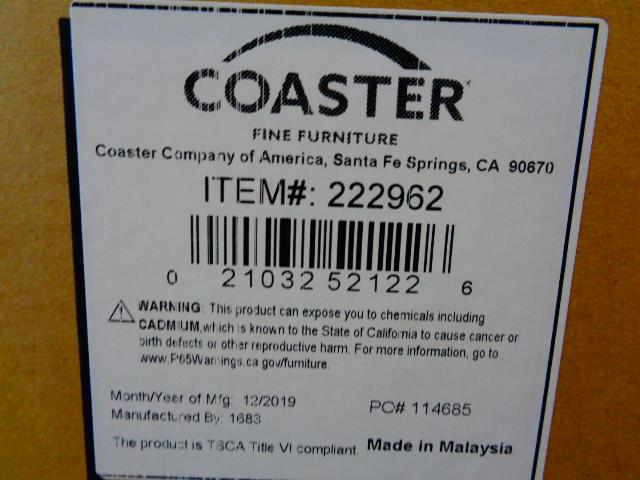 COASTER
FINE FURNITURE
Coaster Company of America, Santa Fe Springs, CA 90670
ITEM#: 222962
0 21032 52122 6
WARNING: This product can expose you to chemicals including
CADMIUM,which is known to the State of California to cause cancer or
birth defects or other reproductive harm. For more information, go to
www.P65Warnings.ca.gov/furniture.
Month/Year of Mfg: 12/2019
PC# 114685
Manufactured By: 1683
The product is TSCA Title VI compliant. Made in Malaysia